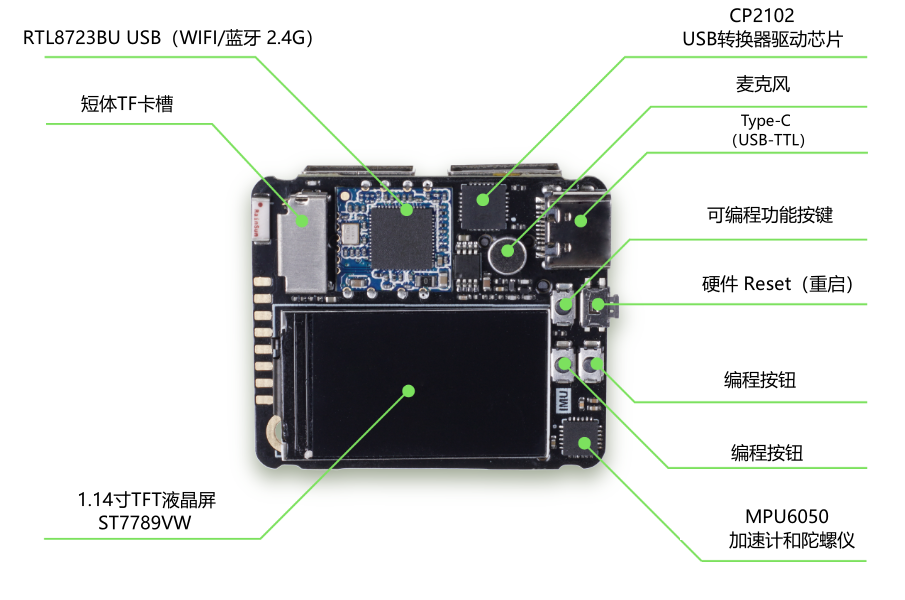 RTL8723BU USB（WIFI/蓝牙 2.4G）
短体TF卡槽
CP2102
USB转换器驱动芯片
麦克风
Type-C
（USB-TTL）
可编程功能按键
硬件 Reset（重启）
编程按钮
编程按钮
IMU
MPU6050
加速计和陀螺仪
1.14寸TFT液晶屏
ST7789VW